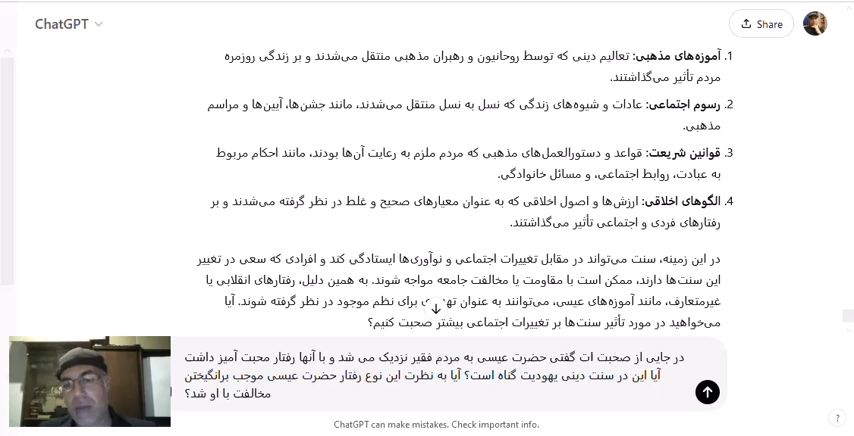 ChatGPT
Share
1. آموزه‌های مذهبی: تعالیم دینی که توسط روحانیون و رهبران مذهبی منتقل می‌شدند و بر زندگی روزمره
مردم تأثیر می‌گذاشتند.
2. رسوم اجتماعی: عادات و شیوه‌های زندگی که نسل به نسل منتقل می‌شدند، مانند جشن‌ها، آیین‌ها و مراسم
مذهبی.
3. قوانین شریعت: قواعد و دستورالعمل‌های مذهبی که مردم ملزم به رعایت آن‌ها بودند، مانند احکام مربوط
به عبادت، روابط اجتماعی، و مسائل خانوادگی.
4. الگوهای اخلاقی: ارزش‌ها و اصول اخلاقی که به عنوان معیارهای صحیح و غلط در نظر گرفته می‌شدند و بر
رفتارهای فردی و اجتماعی تأثیر می‌گذاشتند.
در این زمینه، سنت می‌تواند در مقابل تغییرات اجتماعی و نوآوری‌ها ایستادگی کند و افرادی که سعی در تغییر
این سنت‌ها دارند، ممکن است با مقاومت یا مخالفت جامعه مواجه شوند. به همین دلیل، رفتارهای انقلابی یا
غیرمتعارف، مانند آموزه‌های عیسی، می‌توانند به عنوان برای نظم موجود در نظر گرفته شوند. آیا
می‌خواهید در مورد تأثیر سنت‌ها بر تغییرات اجتماعی بیشتر صحبت کنیم؟
در جایی از صحبت ات گفتی حضرت عیسی به مردم فقیر نزدیک می شد و با آنها رفتار محبت آمیز داشت
آیا این در سنت دینی یهودیت گناه است؟ آیا به نظرت این نوع رفتار حضرت عیسی موجب برانگیختن
مخالفت با او شد؟
ChatGPT can make mistakes. Check important info.
?